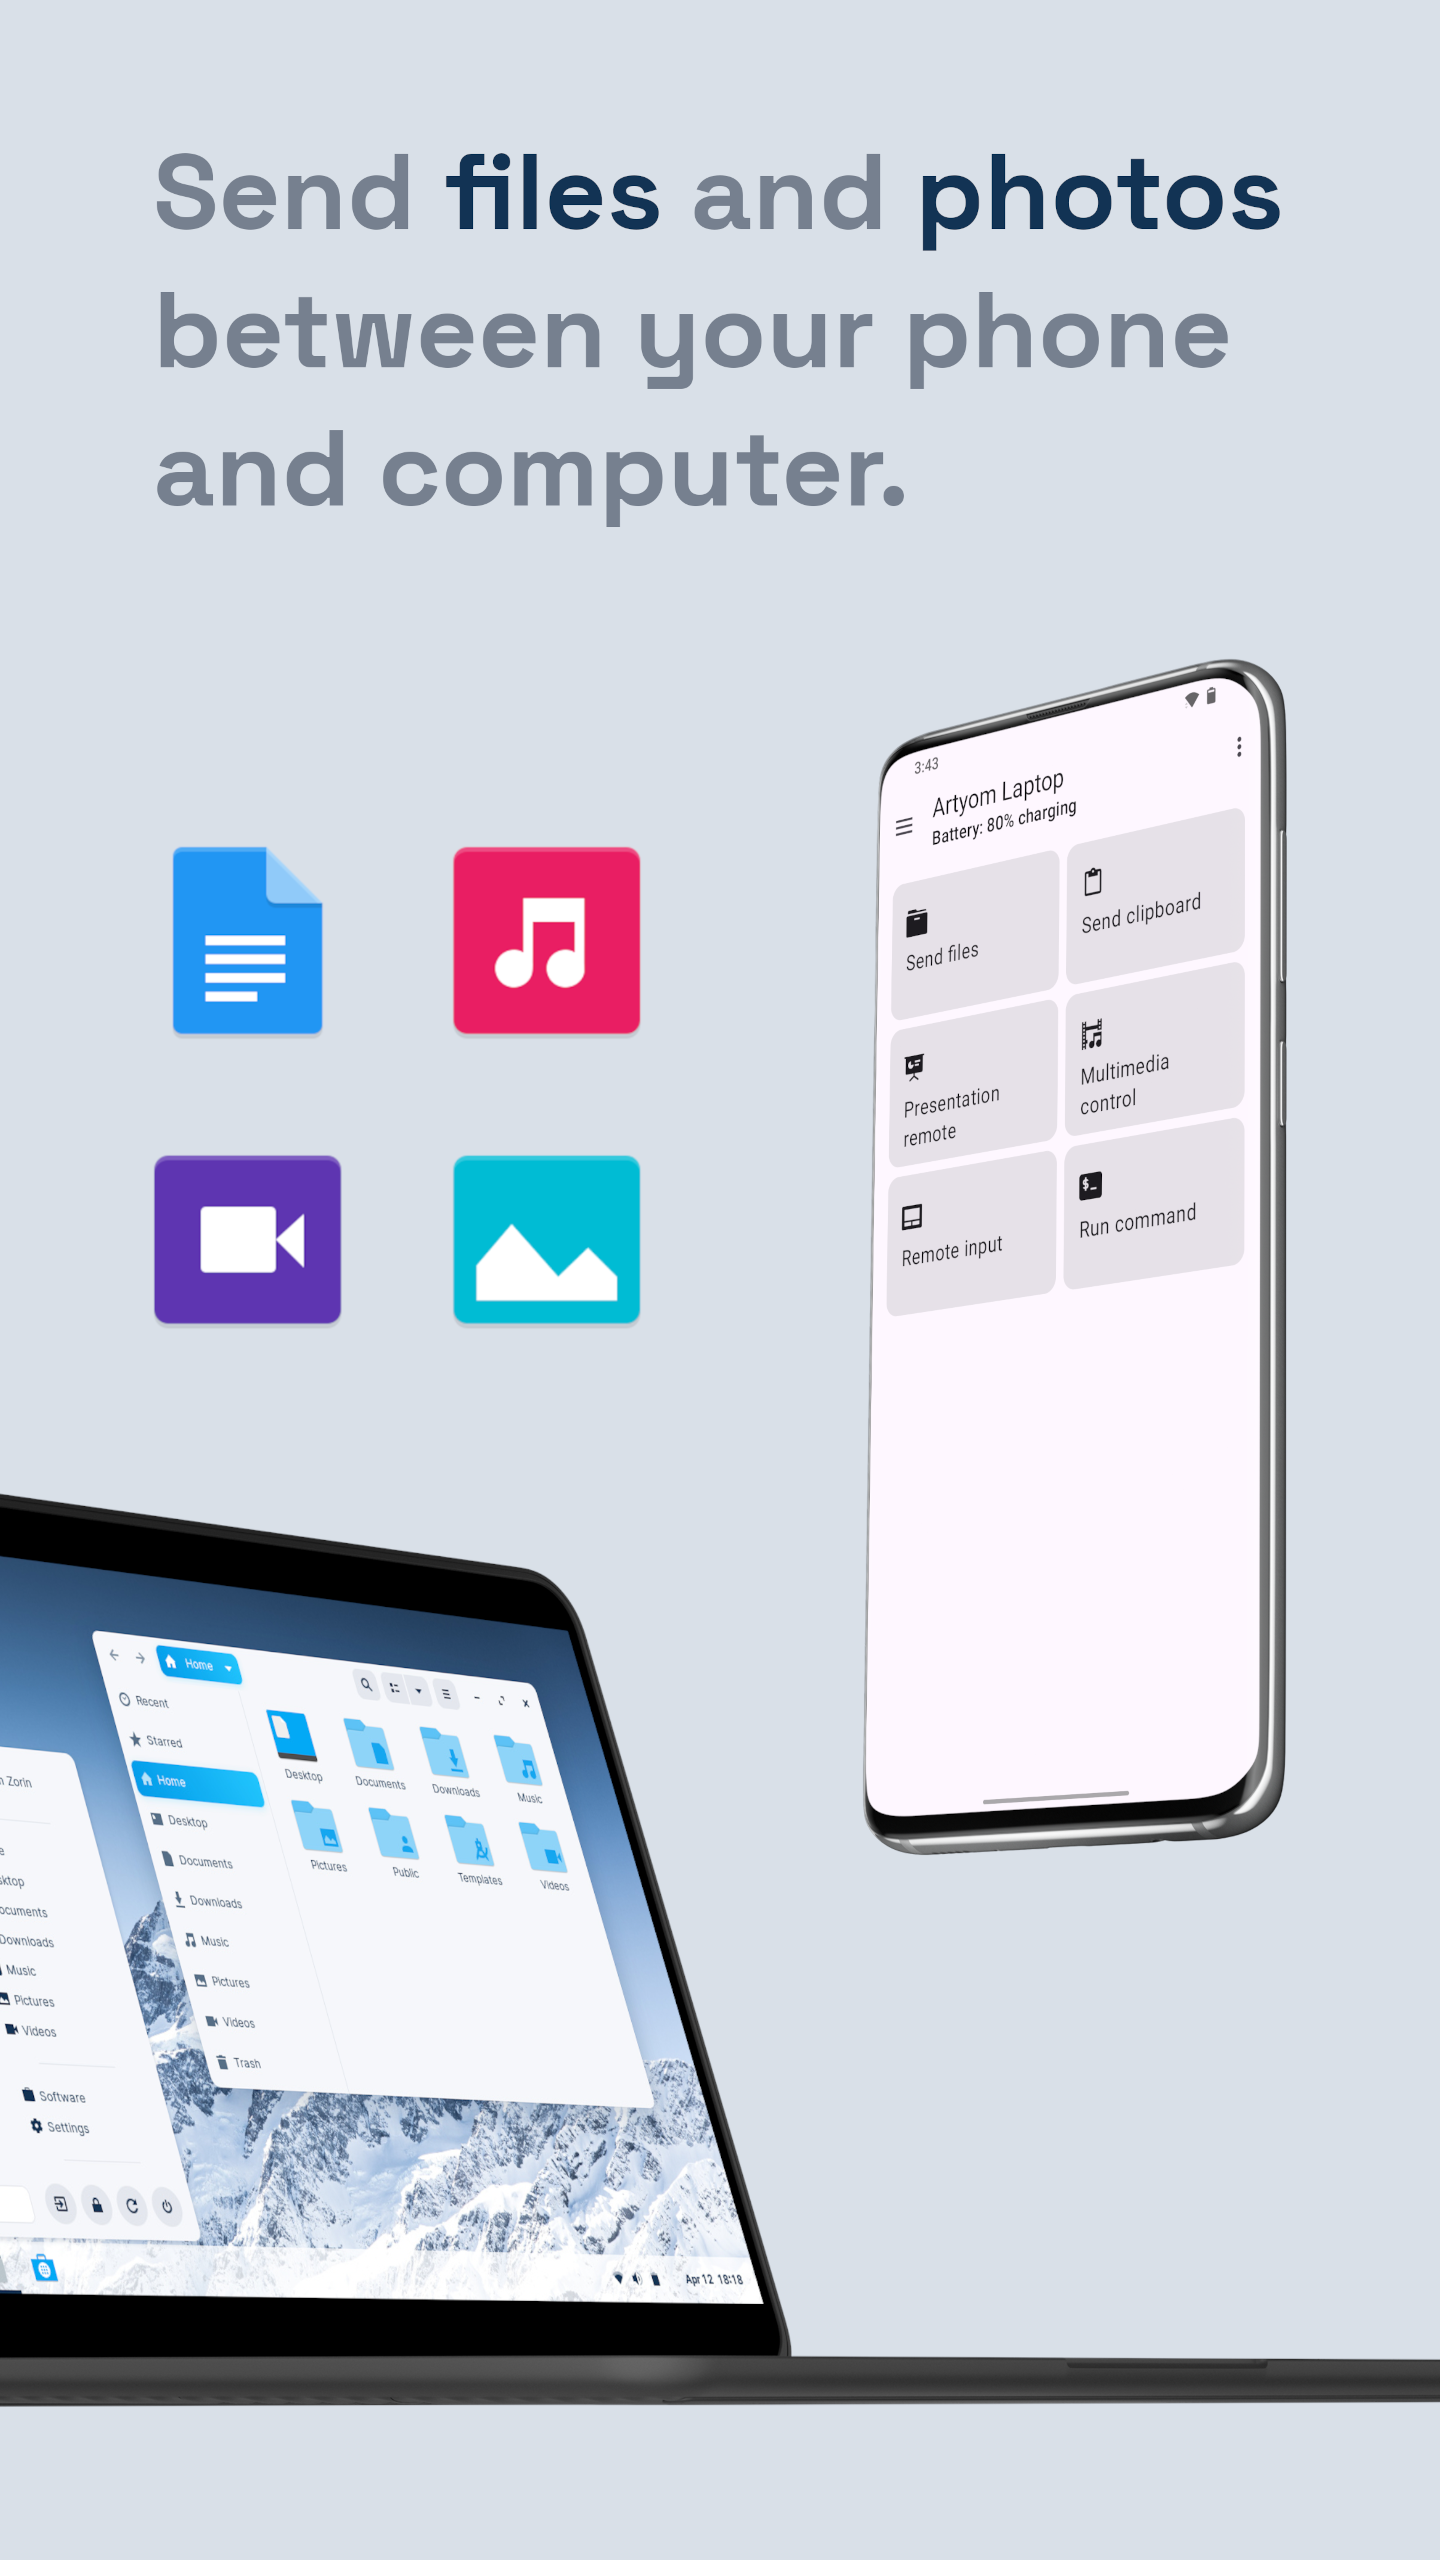 Send files and photos
between your phone
and computer.
3:43
Artyom Laptop
Battery: 80% charging
Send files
Send clipboard
Presentation
remote
Multimedia
control
Remote input
Run command
Home
Recent
Starred
Home
Desktop
Documents
Downloads
Music
Pictures
Videos
Trash
Desktop
Documents
Downloads
Music
Pictures
Public
Templates
Videos
Zorin
Music
Pictures
Videos
Downloads
Software
Settings
Apr 12 18:18